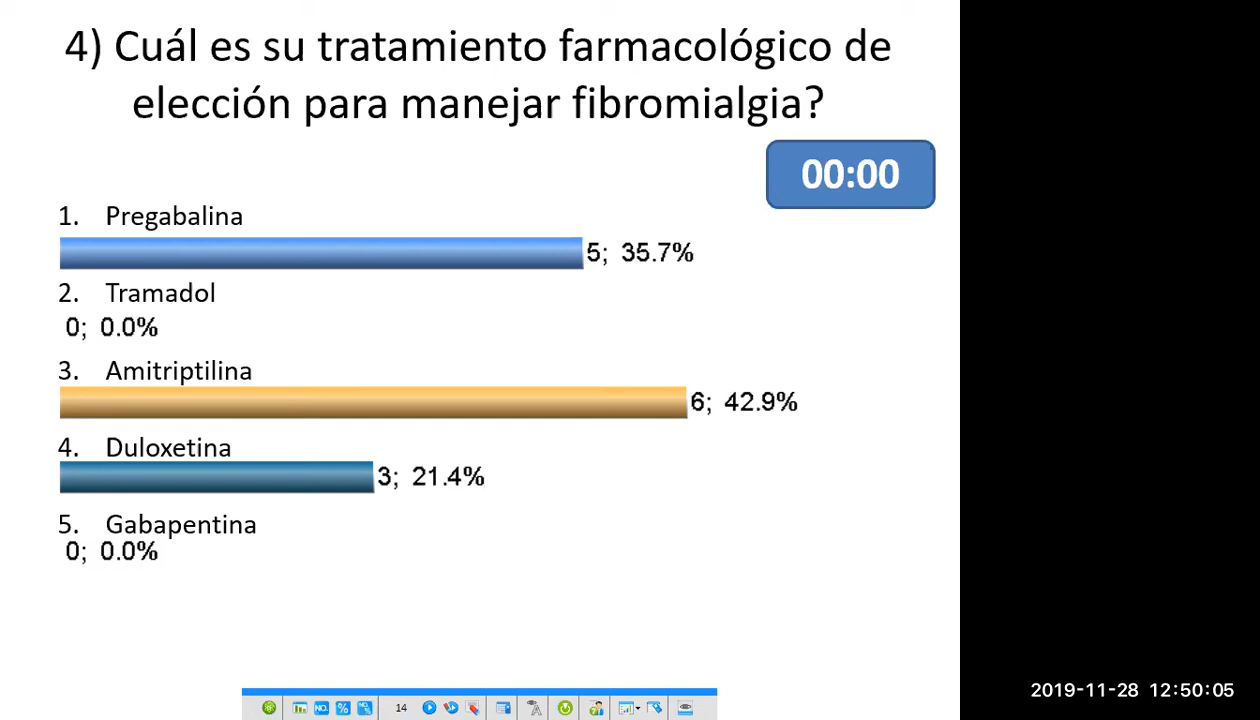 4) Cuál es su tratamiento farmacológico de
elección para manejar fibromialgia?
00:00
1. Pregabalina
5; 35.7%
2. Tramadol
0; 0.0%
3. Amitriptilina
6; 42.9%
4. Duloxetina
3; 21.4%
5. Gabapentina
0; 0.0%
NO. % 14
2019-11-28 12:50:05